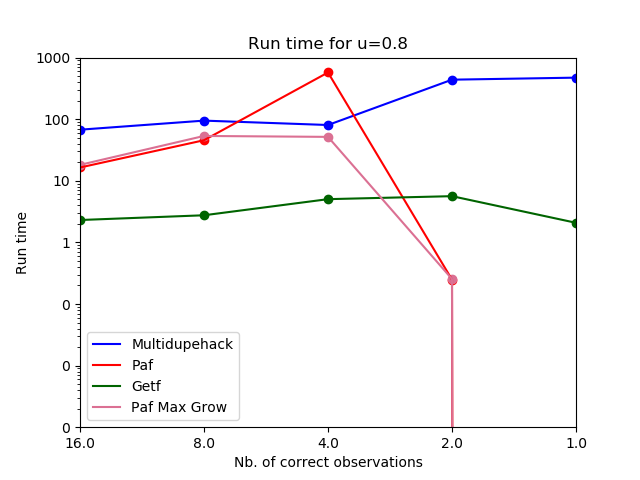 Run time for u=0.8
1000
100
10
1
0
0
0
Run time
Multidupehack
Paf
Getf
Paf Max Grow
16.0 8.0 4.0 2.0 1.0
Nb. of correct observations